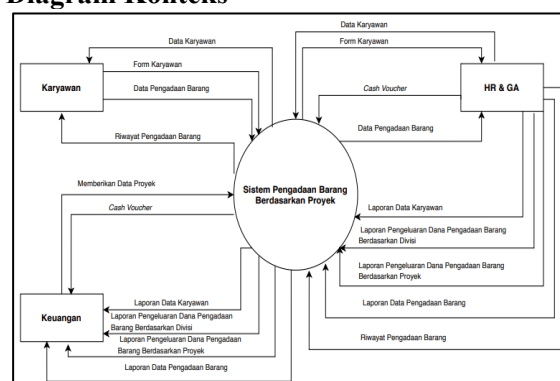 Diagram Konteks
Data Karyawan
Form Karyawan
Data Pengadaan Barang
Karyawan
Riwayat Pengadaan Barang
Data Karyawan
Form Karyawan
Cash Voucher
HR & GA
Data Pengadaan Barang
Memberikan Data Proyek
Cash Voucher
Sistem Pengadaan Barang
Berdasarkan Proyek
Laporan Data Karyawan
Laporan Pengeluaran Dana Pengadaan Barang
Berdasarkan Divisi
Laporan Pengeluaran Dana Pengadaan Barang
Berdasarkan Proyek
Laporan Data Pengadaan Barang
Riwayat Pengadaan Barang
Keuangan
Laporan Data Karyawan
Laporan Pengeluaran Dana Pengadaan
Barang Berdasarkan Divisi
Laporan Pengeluaran Dana Pengadaan
Barang Berdasarkan Proyek
Laporan Data Pengadaan Barang